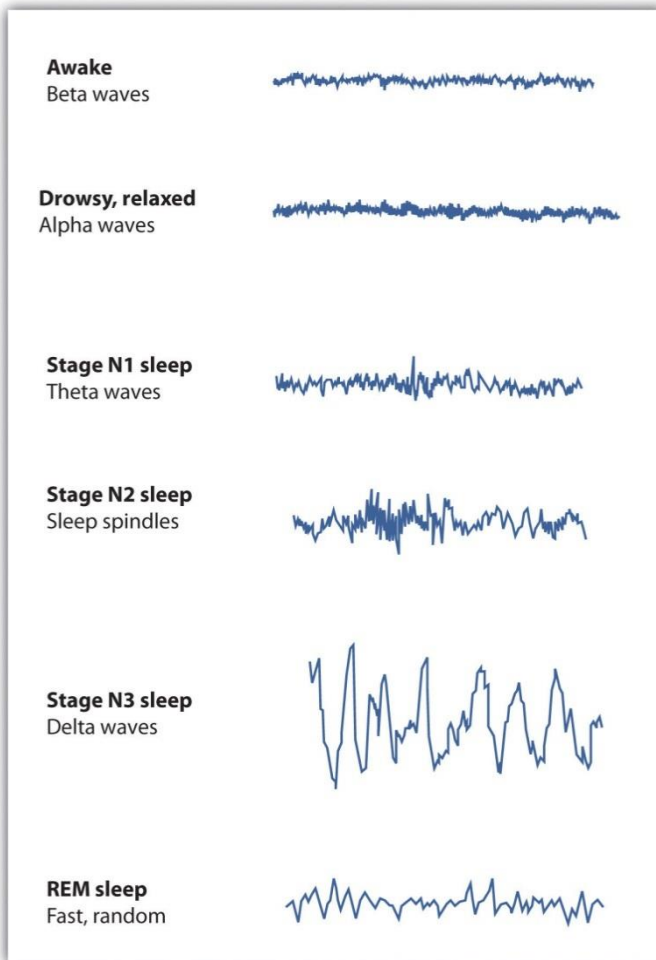 Awake
Beta waves
Drowsy, relaxed
Alpha waves
Stage N1 sleep
Theta waves
Stage N2 sleep
Sleep spindles
Stage N3 sleep
Delta waves
REM sleep
Fast, random